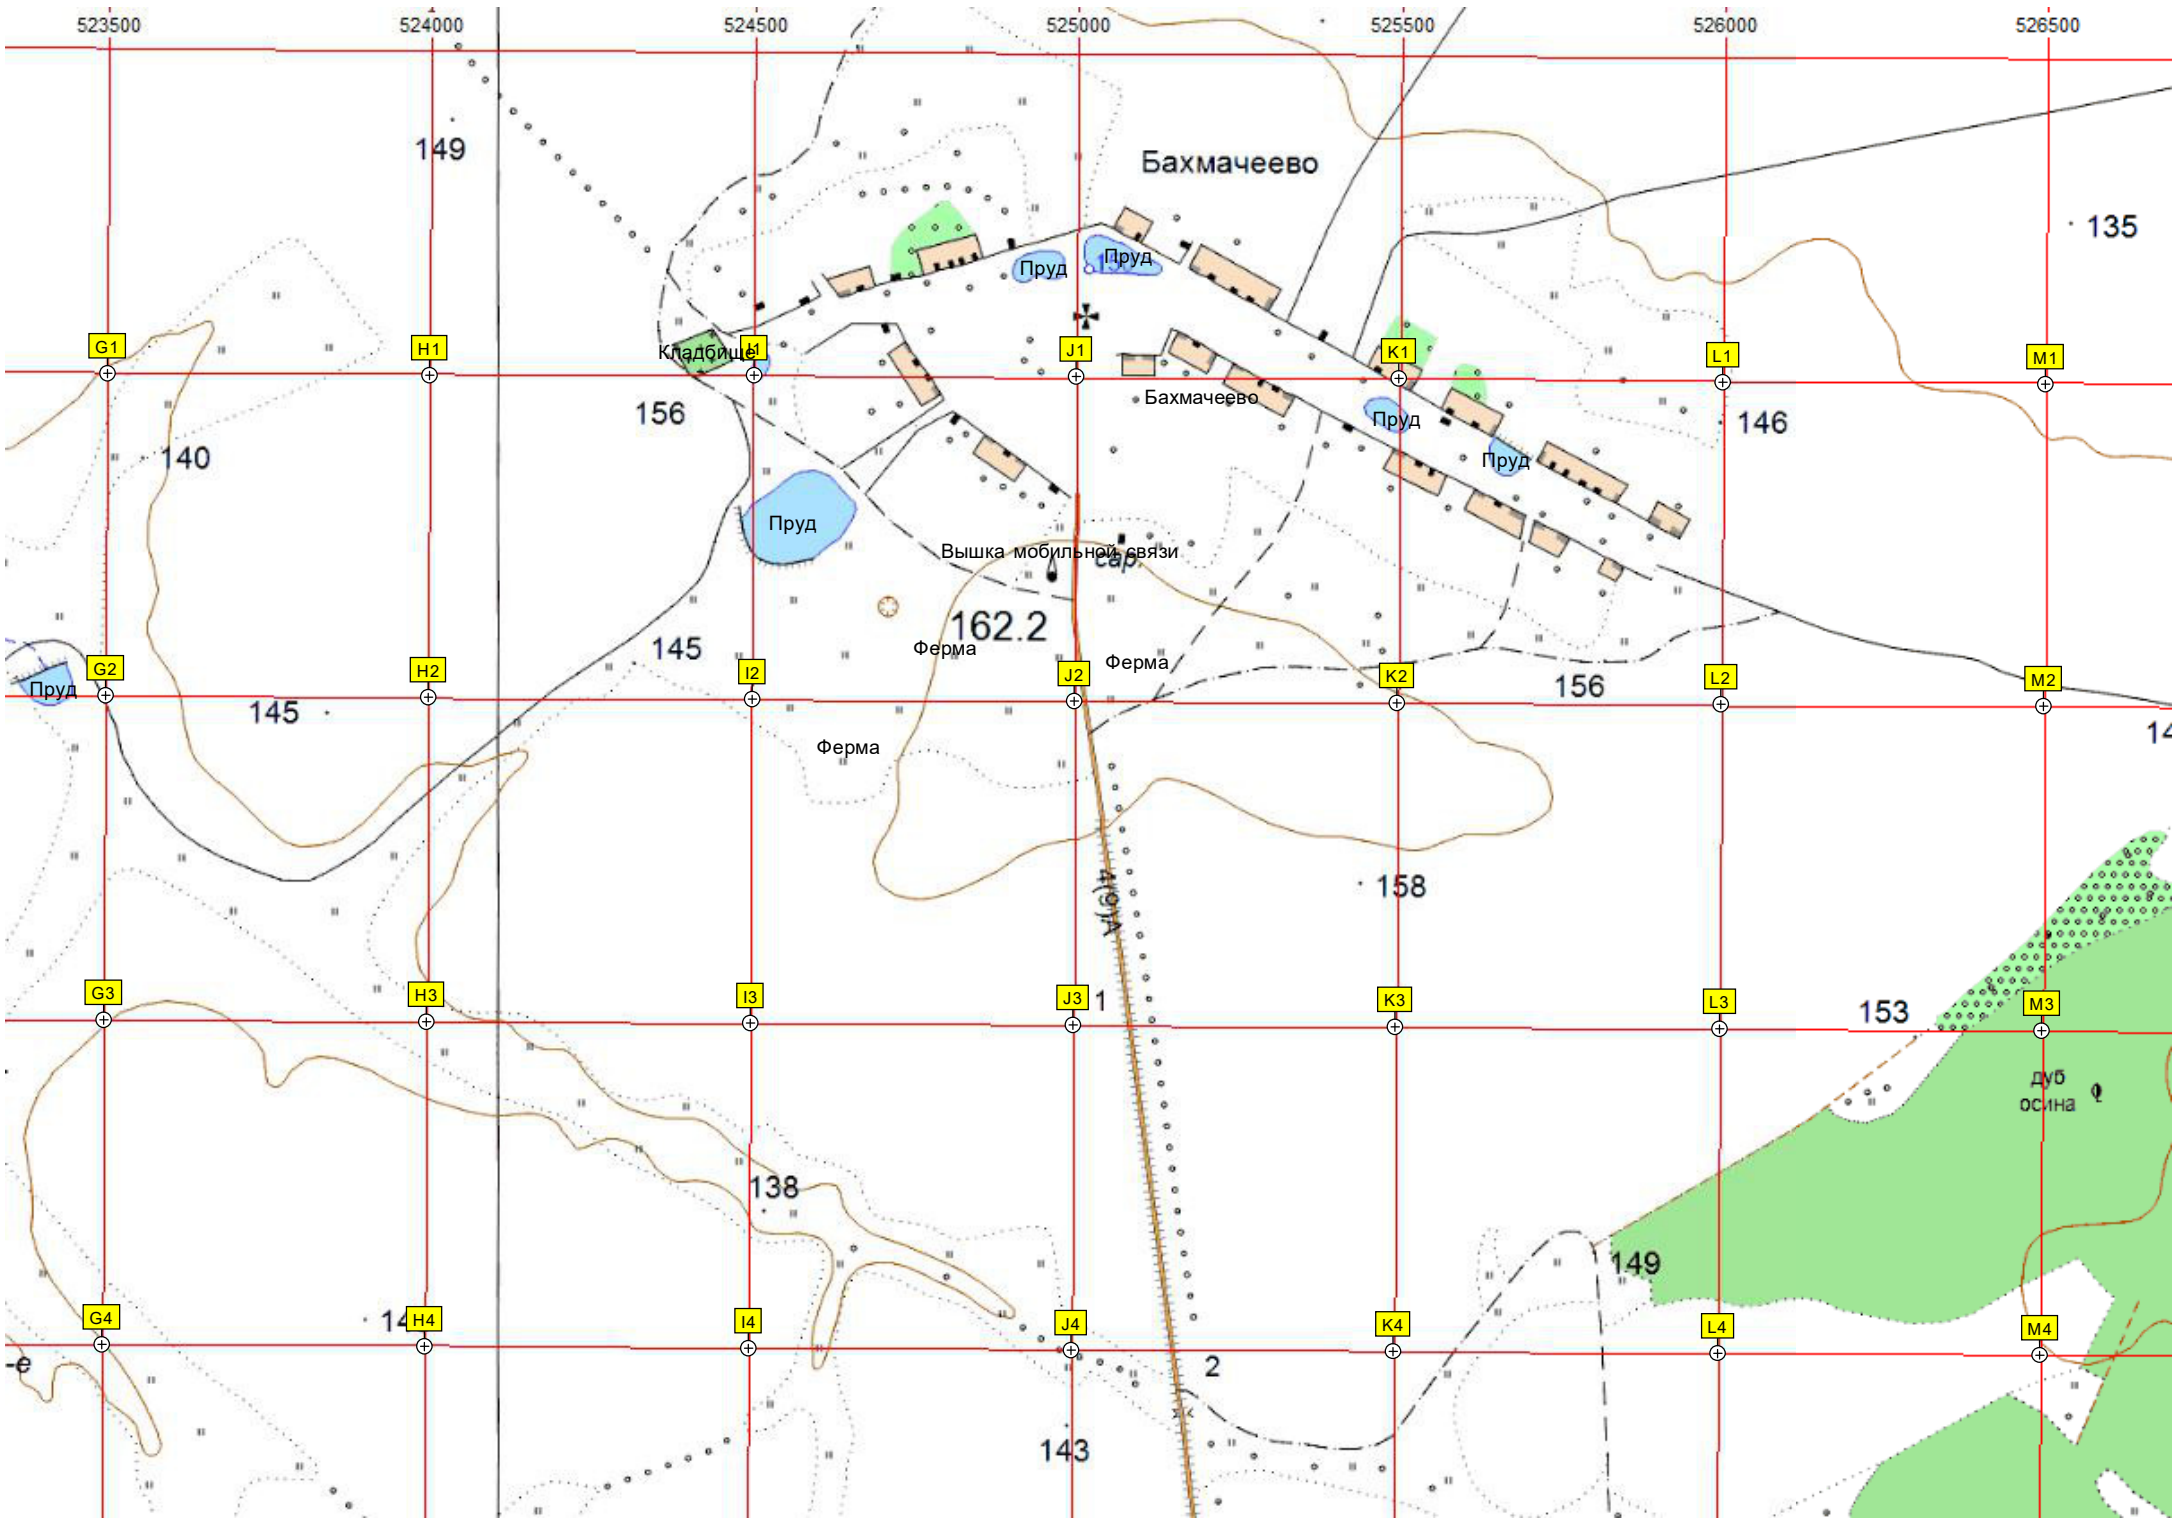 523500 524000 524500 525000 525500 526000 526500
149
Бахмачеево
135
Пруд Пруд
G1 H1 Кладбище I1 J1 K1 L1 M1
156 Бахмачеево Пруд 146
140 Пруд
Пруд
Вышка мобильной связи
сар.
162.2
145 Ферма Ферма
G2 H2 I2 J2 K2 L2 M2
Пруд 145 156
Ферма
158
4(6)А
G3 H3 I3 J3 1 K3 L3 153 M3
дуб
осина
138
149
G4 H4 I4 J4 K4 L4 M4
-е 2
143